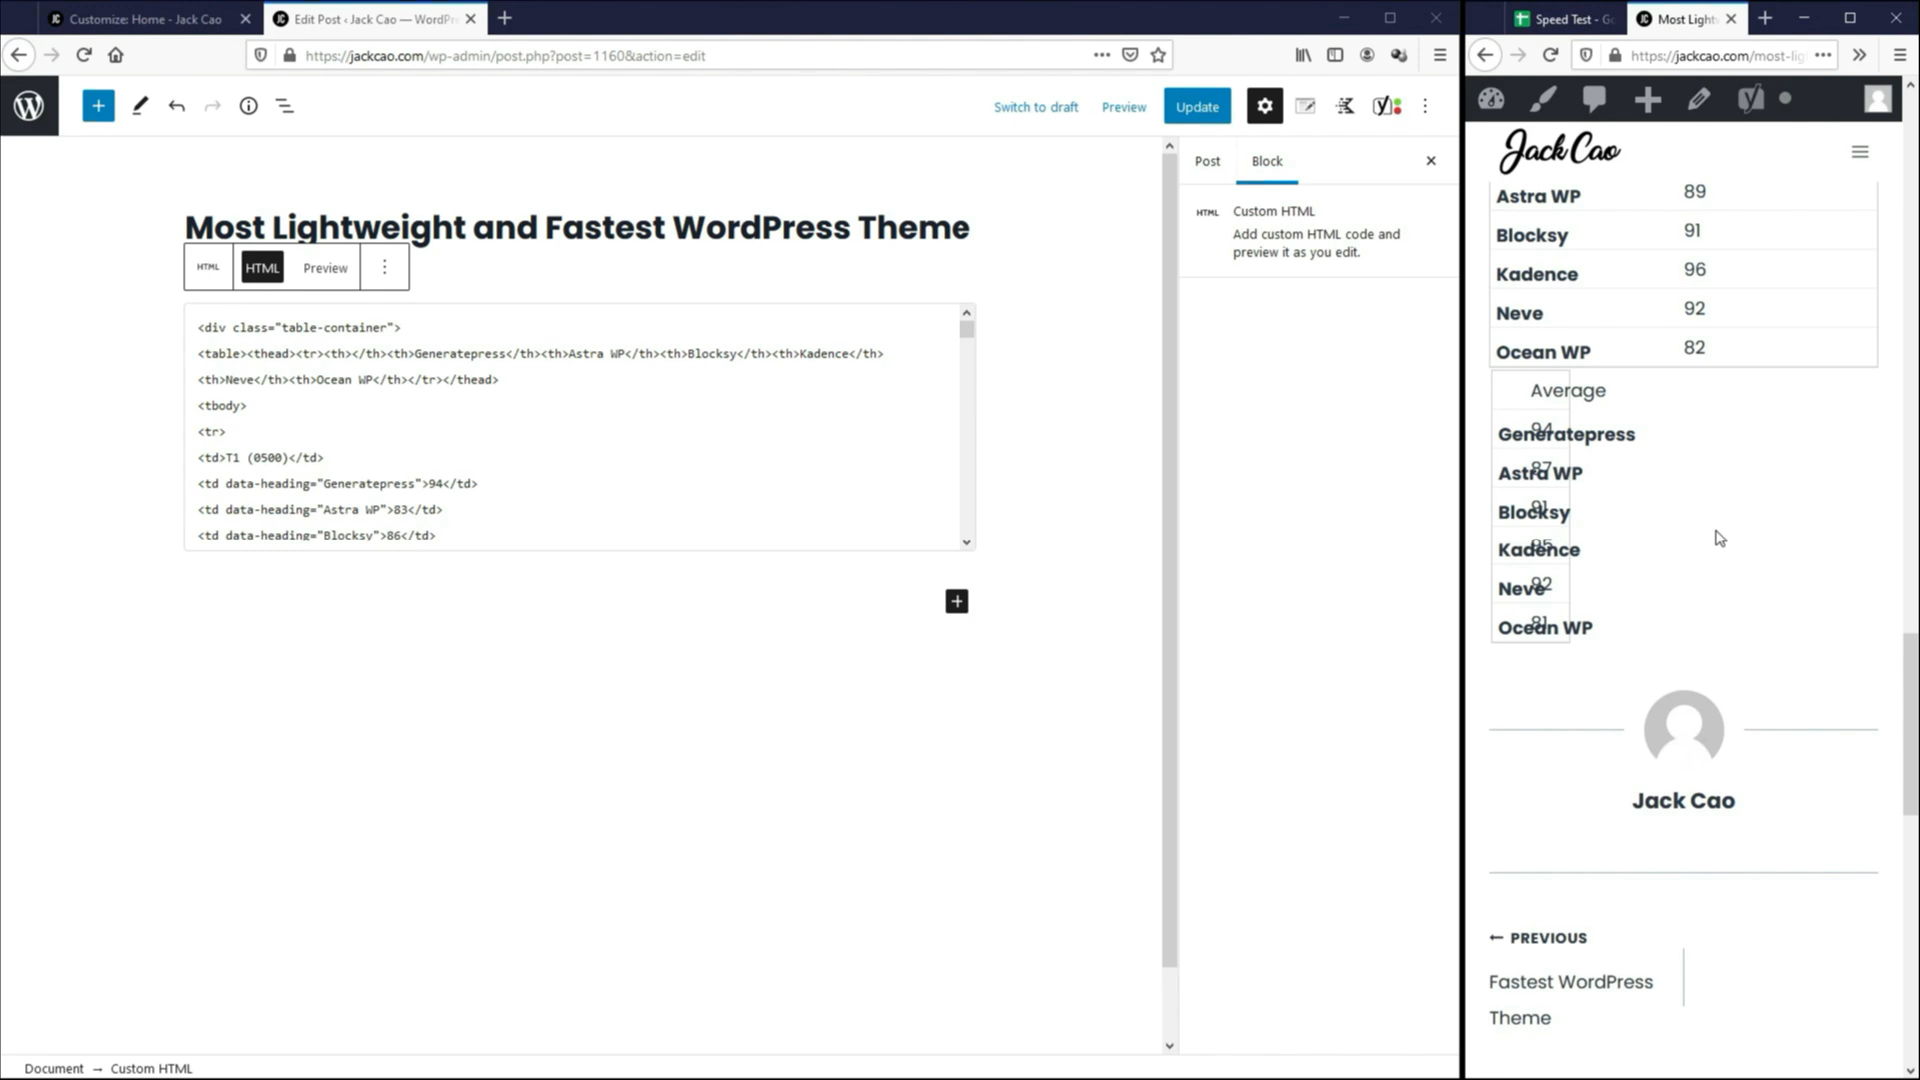 Customize: Home - Jack Cao
Edit Post ‹ Jack Cao — WordPr
https://jackcao.com/wp-admin/post.php?post=1160&action=edit
Switch to draft
Preview
Update
Post
Block
HTML
Custom HTML
Add custom HTML code and
preview it as you edit.
Most Lightweight and Fastest WordPress Theme
HTML
HTML
Preview
<div class="table-container">
<table><thead><tr><th></th><th>Generatepress</th><th>Astra WP</th><th>Blocksy</th><th>Kadence</th>
<th>Neve</th><th>Ocean WP</th></tr></thead>
<tbody>
<tr>
<td>T1 (0500)</td>
<td data-heading="Generatepress">94</td>
<td data-heading="Astra WP">83</td>
<td data-heading="Blocksy">86</td>
Document → Custom HTML
Speed Test - Go
Most Light
https://jackcao.com/most-lig
Jack Cao
Astra WP 89
Blocksy 91
Kadence 96
Neve 92
Ocean WP 82
Average
Generatepress 94
Astra WP 87
Blocksy 91
Kadence 95
Neve 92
Ocean WP 81
Jack Cao
← PREVIOUS
Fastest WordPress
Theme